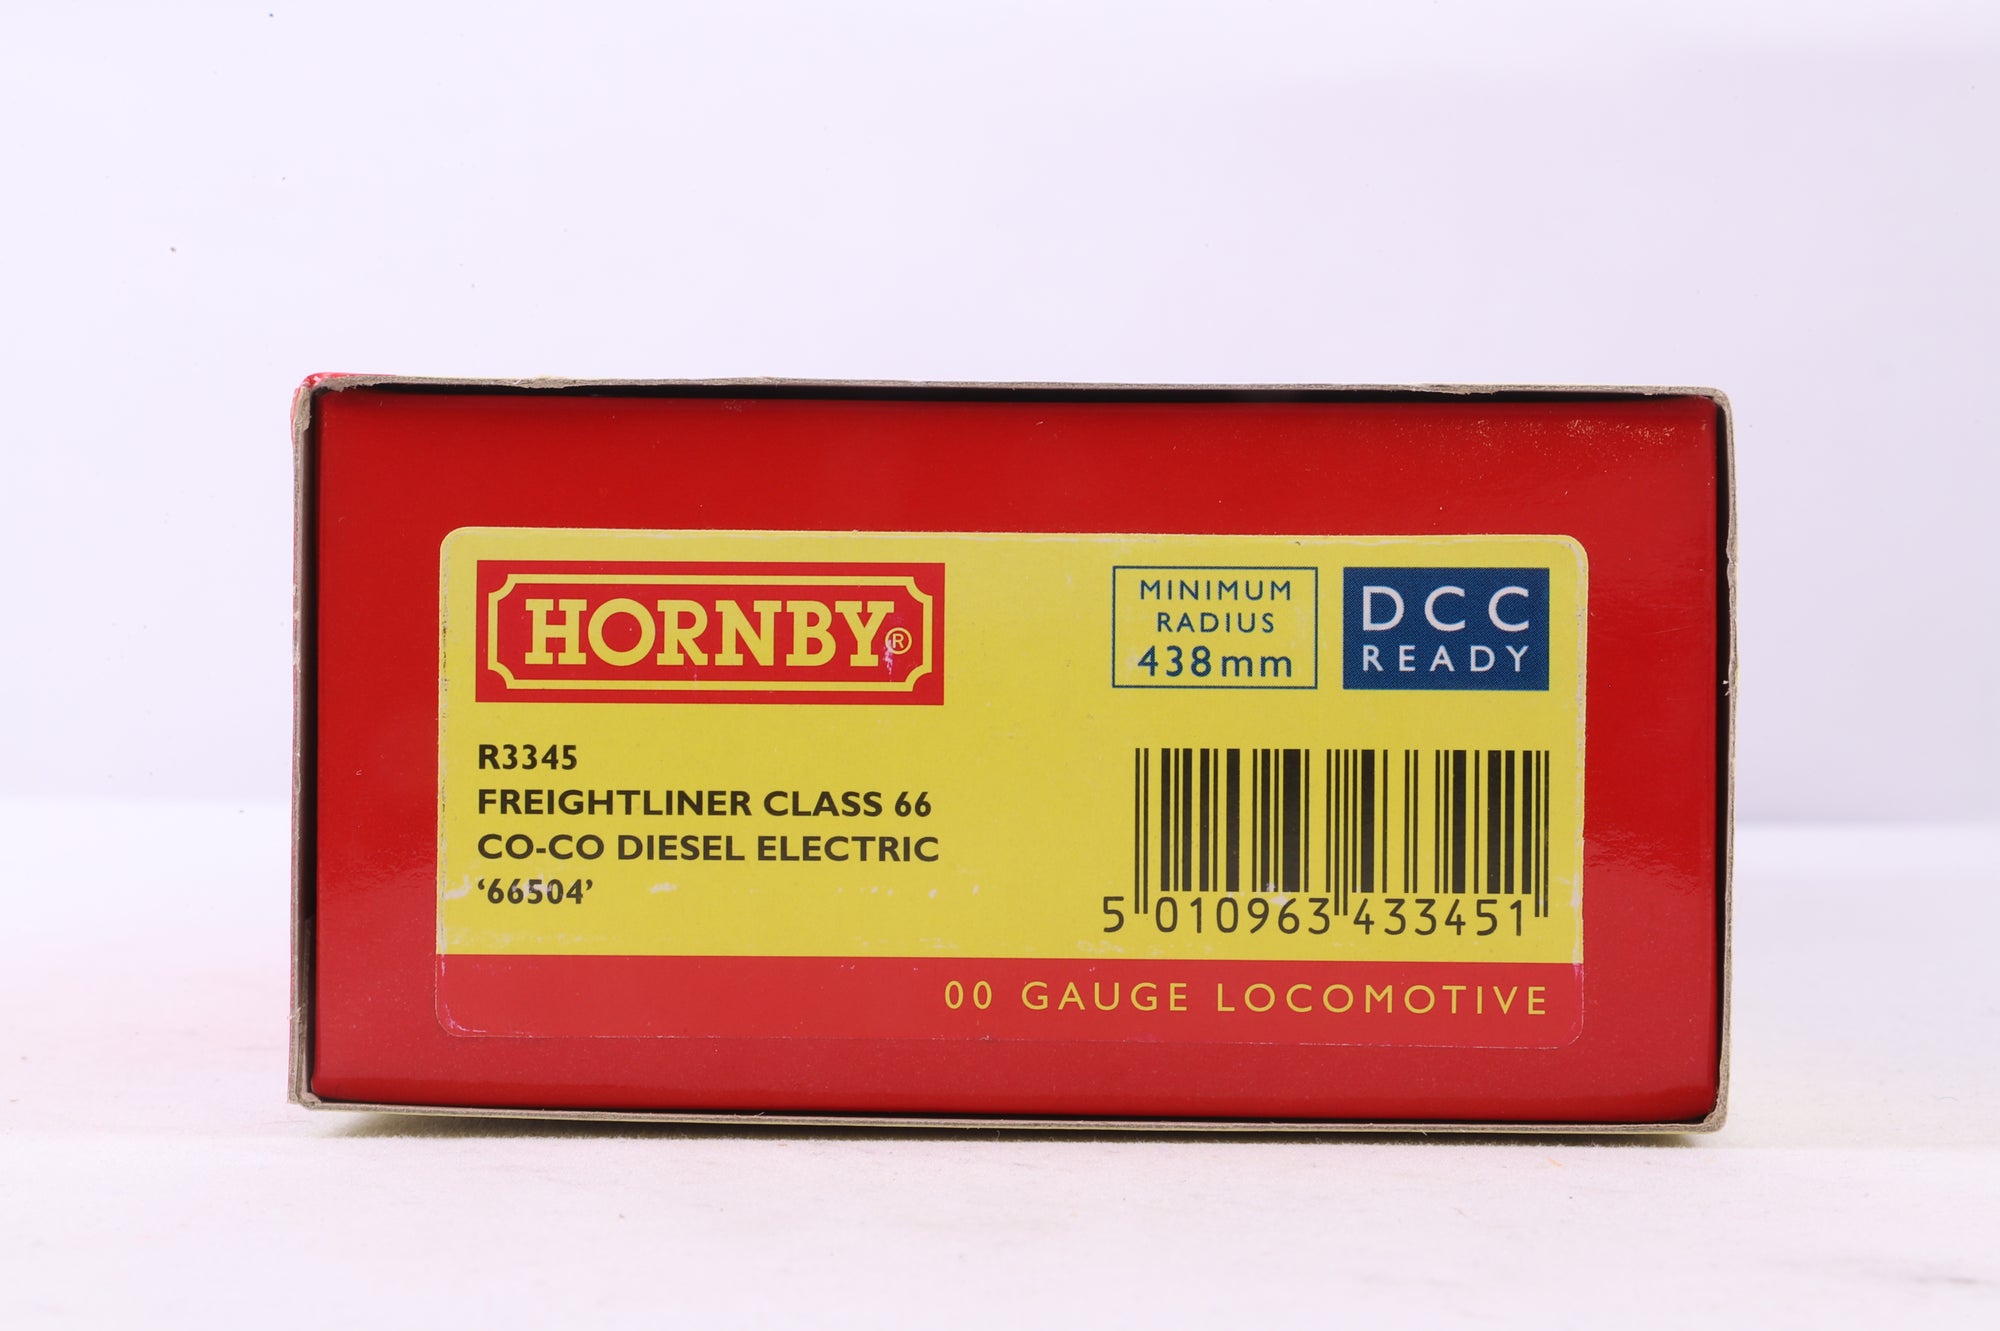 HORNBY®
MINIMUM
RADIUS
438mm
DCC
READY
R3345
FREIGHTLINER CLASS 66
CO-CO DIESEL ELECTRIC
‘66504’
5 010963 433451
00 GAUGE LOCOMOTIVE